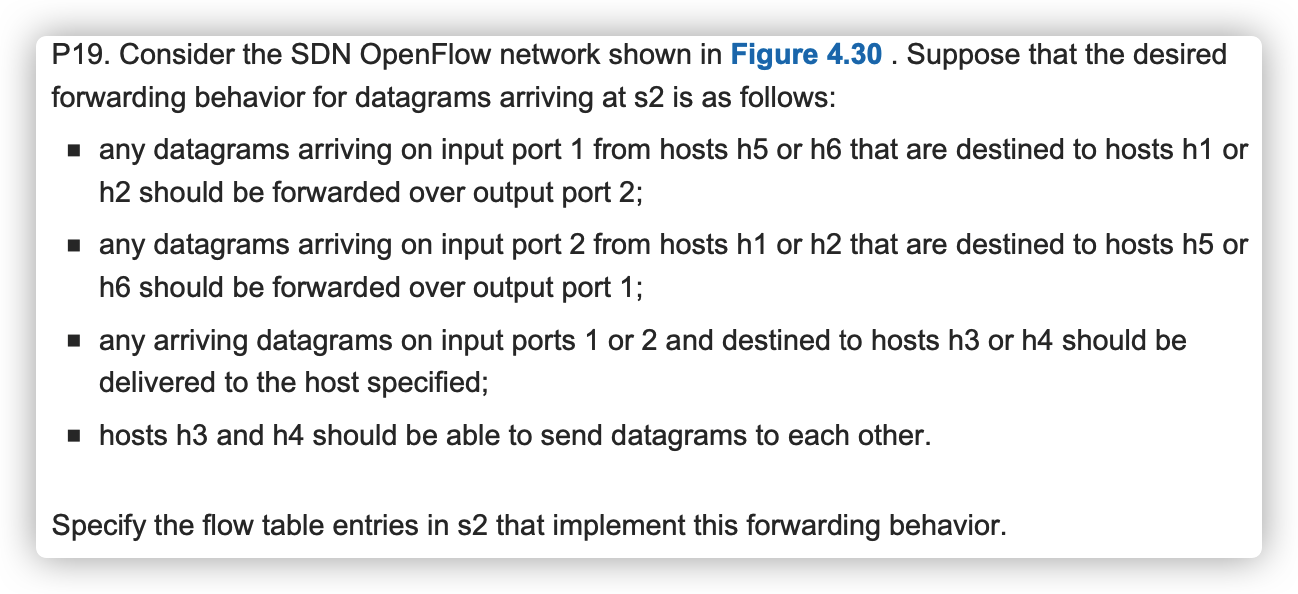 P19. Consider the SDN OpenFlow network shown in Figure 4.30 . Suppose that the desired
forwarding behavior for datagrams arriving at s2 is as follows:
▪ any datagrams arriving on input port 1 from hosts h5 or h6 that are destined to hosts h1 or
h2 should be forwarded over output port 2;
▪ any datagrams arriving on input port 2 from hosts h1 or h2 that are destined to hosts h5 or
h6 should be forwarded over output port 1;
▪ any arriving datagrams on input ports 1 or 2 and destined to hosts h3 or h4 should be
delivered to the host specified;
▪ hosts h3 and h4 should be able to send datagrams to each other.
Specify the flow table entries in s2 that implement this forwarding behavior.